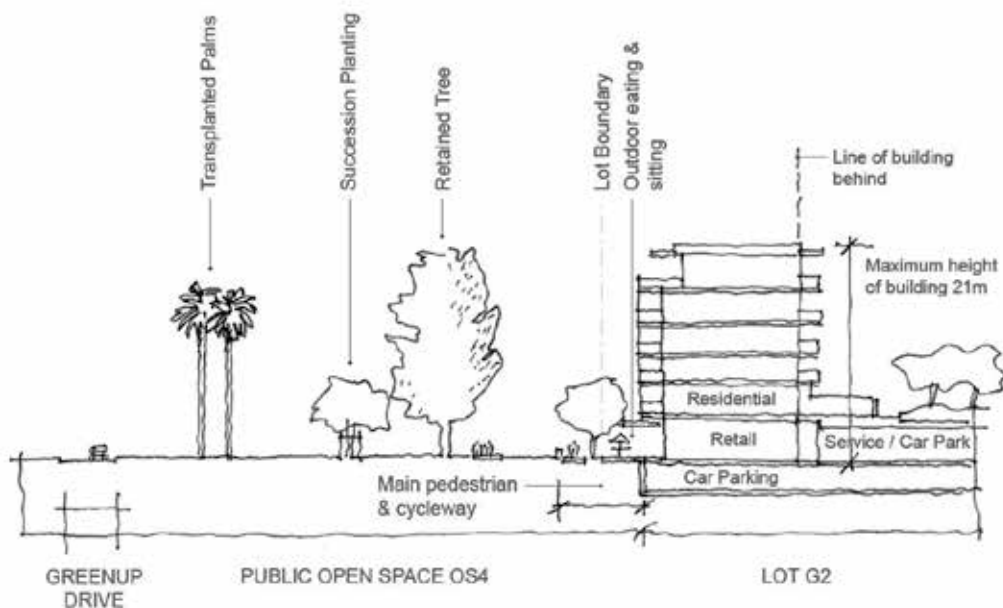 Transplanted Palms
Succession Planting
Retained Tree
Lot Boundary
Outdoor eating &
sitting
Line of building
behind
Maximum height
of building 21m
Residential
Retail
Service / Car Park
Car Parking
Main pedestrian
& cycleway
GREENUP
DRIVE
PUBLIC OPEN SPACE OS4
LOT G2